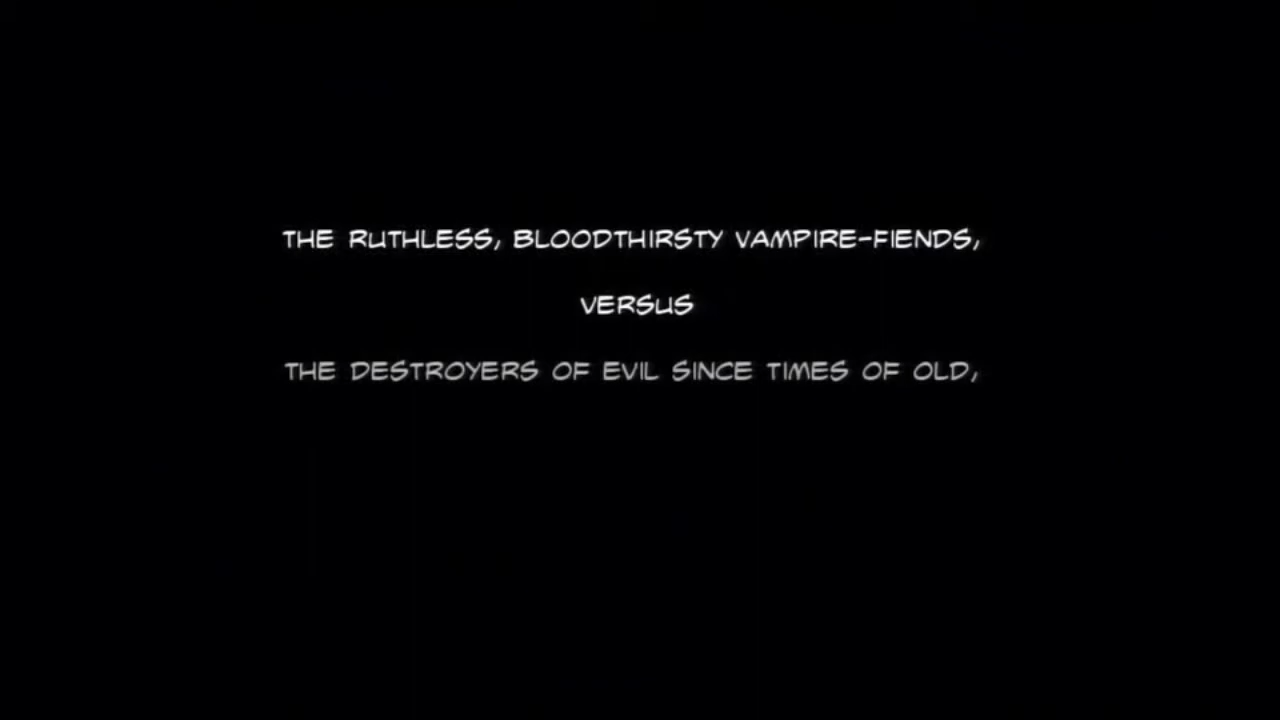 THE RUTHLESS, BLOODTHIRSTY VAMPIRE-FIENDS,
VERSUS
THE DESTROYERS OF EVIL SINCE TIMES OF OLD,